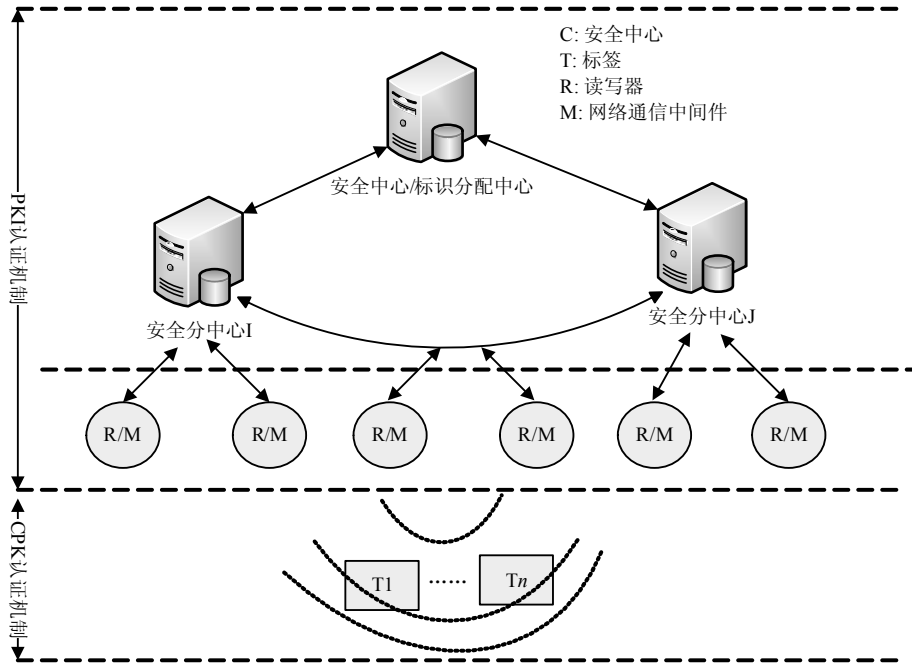 C: 安全中心
T: 标签
R: 读写器
M: 网络通信中间件
安全中心/标识分配中心
PKI认证机制
安全分中心I
安全分中心J
R/M
R/M
R/M
R/M
R/M
R/M
CPK认证机制
T1
……
Tn